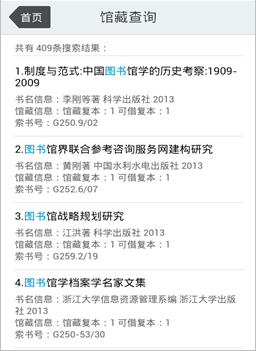 首页
馆藏查询
共有 409条搜索结果：
1.制度与范式:中国图书馆学的历史考察:1909-
2009
书名信息：李刚等著 科学出版社 2013
馆藏信息：馆藏复本：1 可借复本：1
索书号：G250.9/02
2.图书馆界联合参考咨询服务网建构研究
书名信息：黄刚著 中国水利水电出版社 2013
馆藏信息：馆藏复本：1 可借复本：1
索书号：G252.6/07
3.图书馆战略规划研究
书名信息：江洪著 科学出版社 2013
馆藏信息：馆藏复本：1 可借复本：1
索书号：G259.2/19
4.图书馆学档案学名家文集
书名信息：浙江大学信息资源管理系编 浙江大学出版
社 2013
馆藏信息：馆藏复本：1 可借复本：1
索书号：G250-53/30